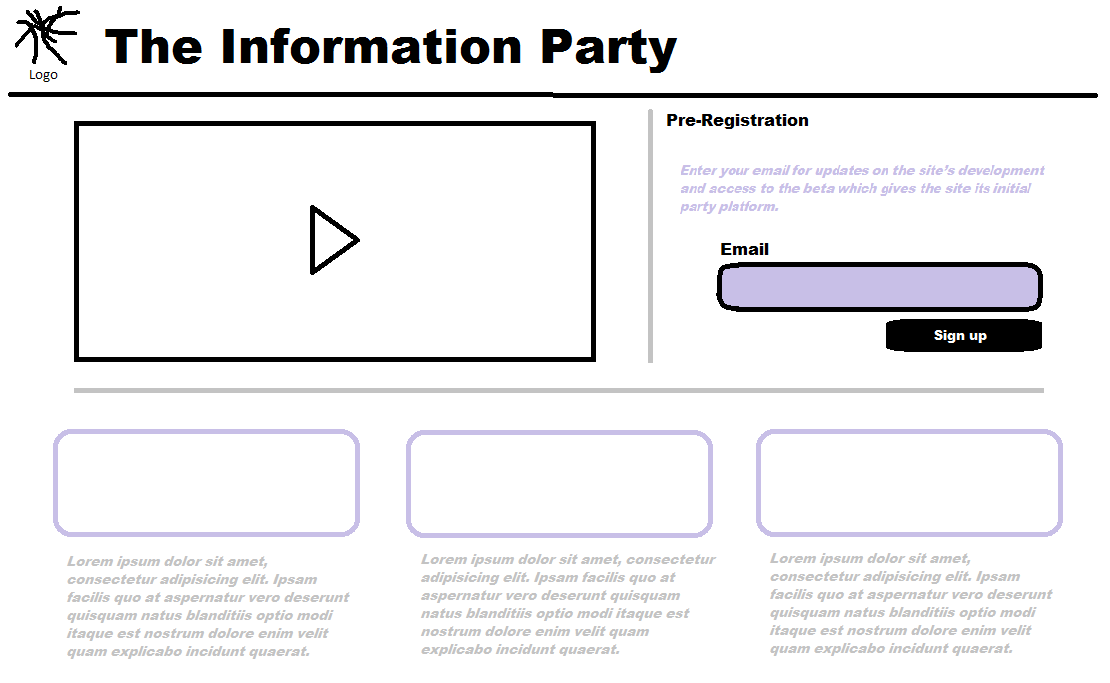 The Information Party
Logo
Pre-Registration
Enter your email for updates on the site's development
and access to the beta which gives the site its initial
party platform.
Email
Sign up
Lorem ipsum dolor sit amet,
consectetur adipisicing elit. Ipsam
facilis quo at aspernatur vero deserunt
quisquam natus blanditiis optio modi
itaque est nostrum dolore enim velit
quam explicabo incidunt quaerat.
Lorem ipsum dolor sit amet, consectetur
adipisicing elit. Ipsam facilis quo at
aspernatur vero deserunt quisquam
natus blanditiis optio modi itaque est
nostrum dolore enim velit quam
explicabo incidunt quaerat.
Lorem ipsum dolor sit amet,
consectetur adipisicing elit. Ipsam
facilis quo at aspernatur vero deserunt
quisquam natus blanditiis optio modi
itaque est nostrum dolore enim velit
quam explicabo incidunt quaerat.